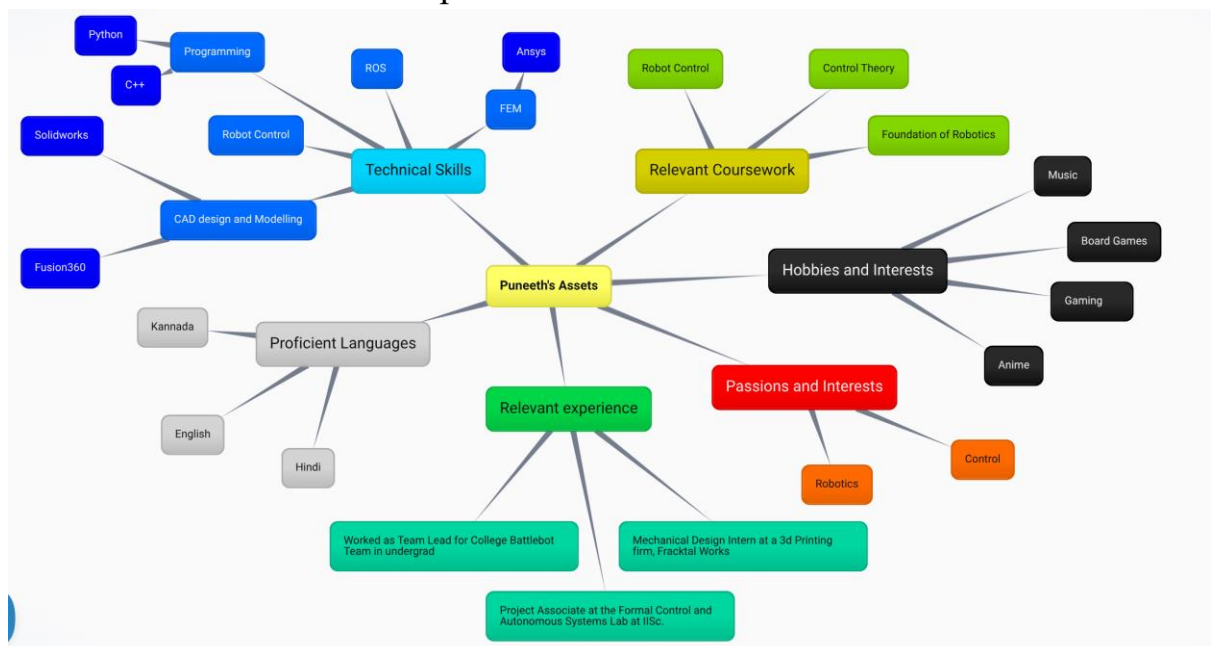 Python
Programming
C++
ROS
Ansys
FEM
Solidworks
Robot Control
Technical Skills
CAD design and Modelling
Fusion360
Robot Control
Control Theory
Foundation of Robotics
Relevant Coursework
Music
Board Games
Hobbies and Interests
Gaming
Anime
Puneeth's Assets
Kannada
Proficient Languages
English
Hindi
Relevant experience
Passions and Interests
Control
Robotics
Worked as Team Lead for College Battlebot
Team in undergrad
Mechanical Design Intern at a 3d Printing
firm, Fracktal Works
Project Associate at the Formal Control and
Autonomous Systems Lab at IISc.